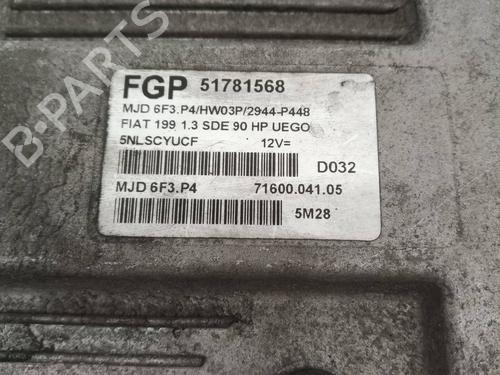 B-PARTS
FGP 51781568
MJD 6F3.P4/HW03P/2944-P448
FIAT 199 1.3 SDE 90 HP UEGO
5NLSCYUCF 12V=
D032
MJD 6F3.P4 71600.041.05
5M28